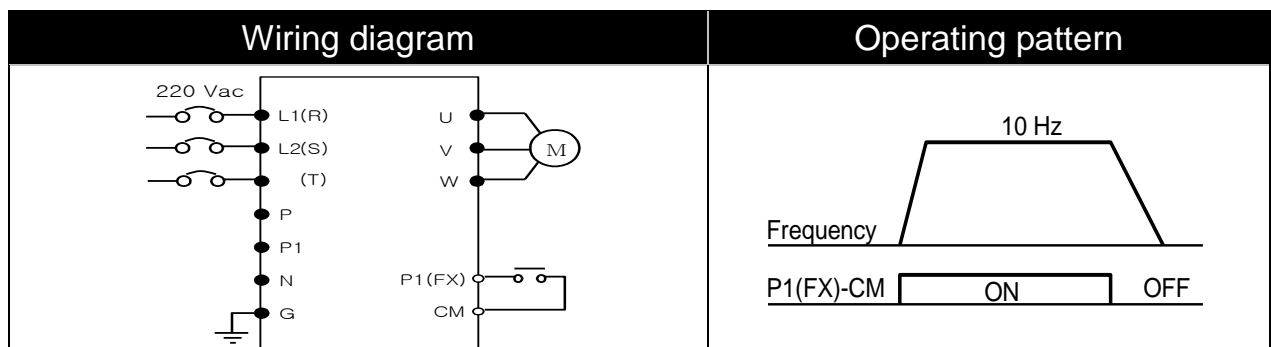 Wiring diagram
Operating pattern
220 Vac
L1(R)
L2(S)
(T)
P
P1
N
G
U
V
W
M
P1(FX)
CM
10 Hz
Frequency
P1(FX)-CM
ON
OFF